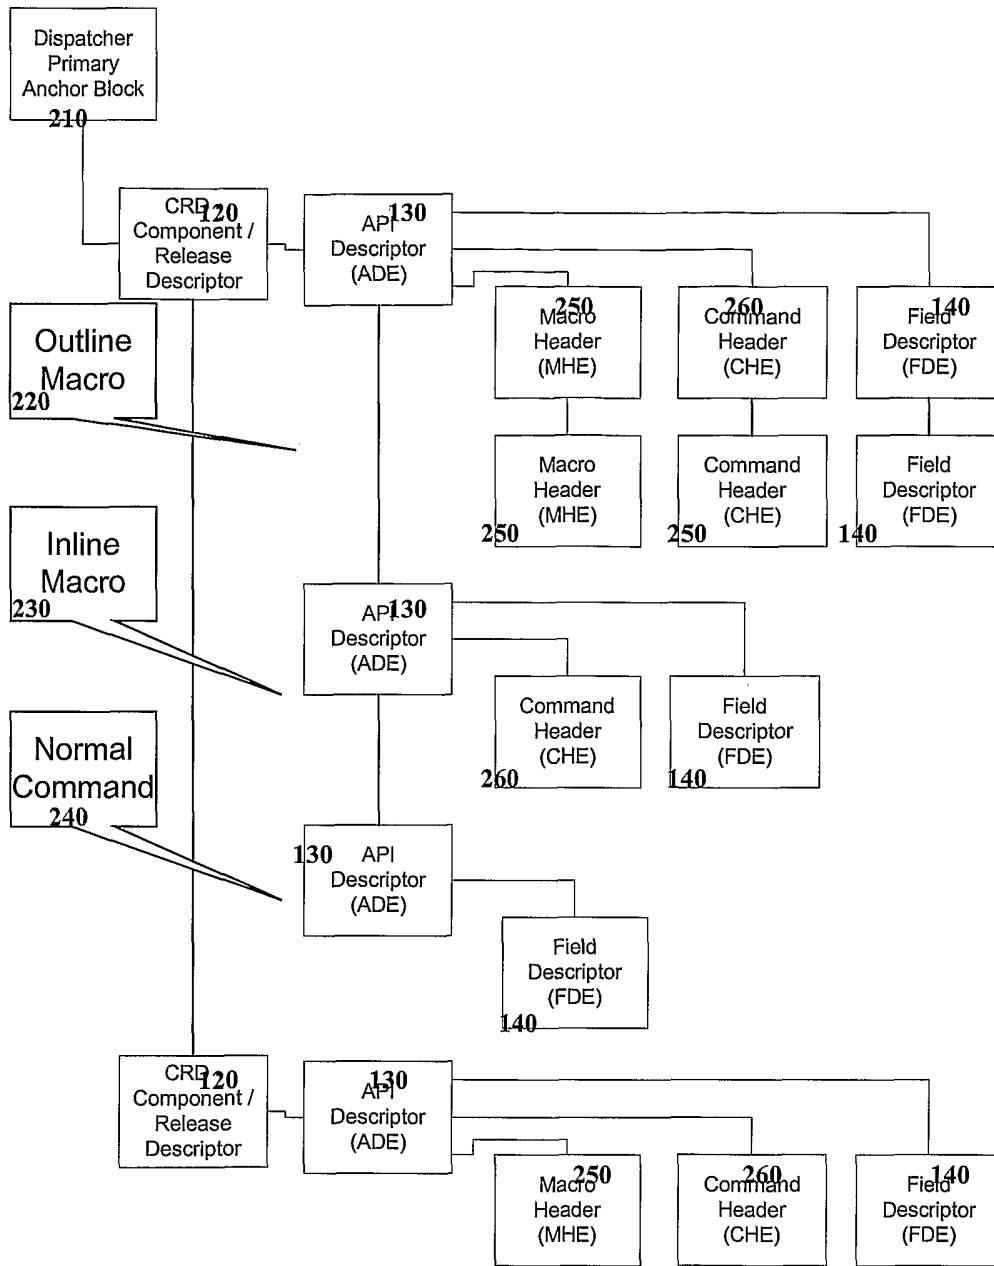 Dispatcher
Primary
Anchor Block
210
CRD -
120
Component /
Release
Descriptor
130
API
Descriptor
(ADE)
Outline
Macro
220
250
Macro
Header
(MHE)
260
Command
Header
(CHE)
140
Field
Descriptor
(FDE)
Macro
Header
(MHE)
250
Command
Header
(CHE)
250
Field
Descriptor
(FDE)
140
Inline
Macro
230
130
API
Descriptor
(ADE)
Command
Header
(CHE)
260
Field
Descriptor
(FDE)
140
Normal
Command
240
130
API
Descriptor
(ADE)
Field
Descriptor
(FDE)
140
CRD -
120
Component /
Release
Descriptor
130
API
Descriptor
(ADE)
250
Macro
Header
(MHE)
260
Command
Header
(CHE)
140
Field
Descriptor
(FDE)